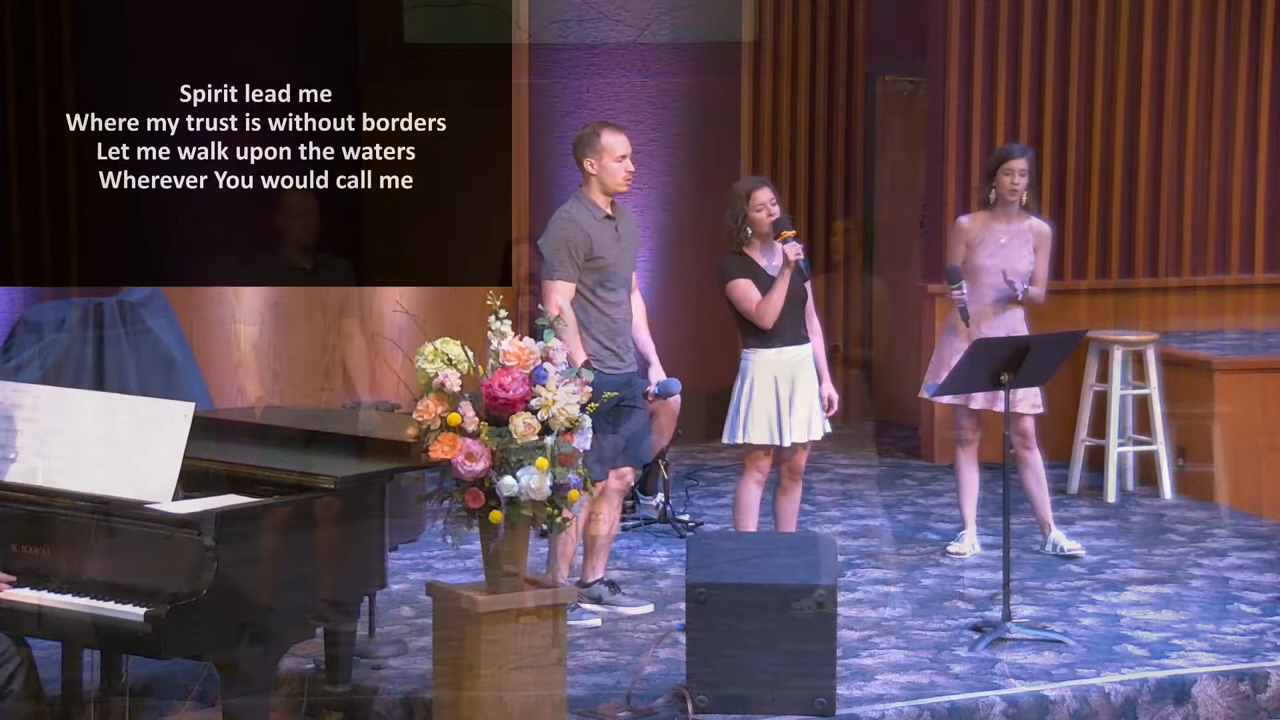 Spirit lead me
Where my trust is without borders
Let me walk upon the waters
Wherever You would call me
K. KAWAI